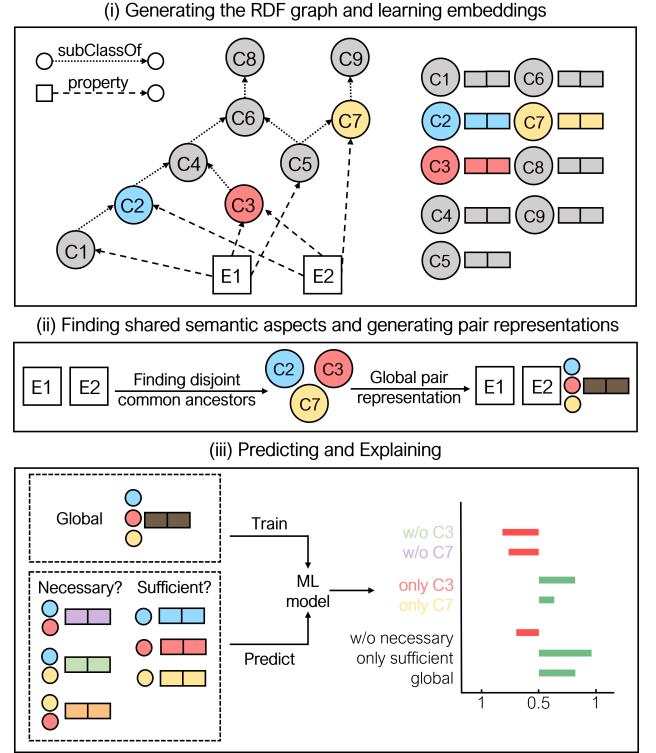 (i) Generating the RDF graph and learning embeddings
subClassOf
property
C8
C9
C6
C7
C4
C5
C2
C3
C1
E1
E2
C1
C6
C2
C7
C3
C8
C4
C9
C5
(ii) Finding shared semantic aspects and generating pair representations
E1
E2
Finding disjoint
common ancestors
C2
C3
C7
Global pair
representation
E1
E2
(iii) Predicting and Explaining
Global
Train
Necessary?
Sufficient?
ML
model
Predict
w/o C3
w/o C7
only C3
only C7
w/o necessary
only sufficient
global
1
0.5
1